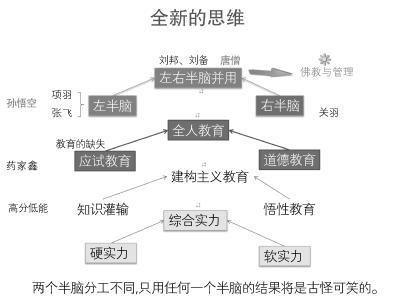 全新的思维
刘邦、刘备 唐僧
左右半脑并用
佛教与管理
孙悟空
项羽
张飞
左半脑
右半脑
关羽
全人教育
教育的缺失
应试教育
道德教育
药家鑫
建构主义教育
高分低能
知识灌输
悟性教育
综合实力
硬实力
软实力
两个半脑分工不同,只用任何一个半脑的结果将是古怪可笑的。